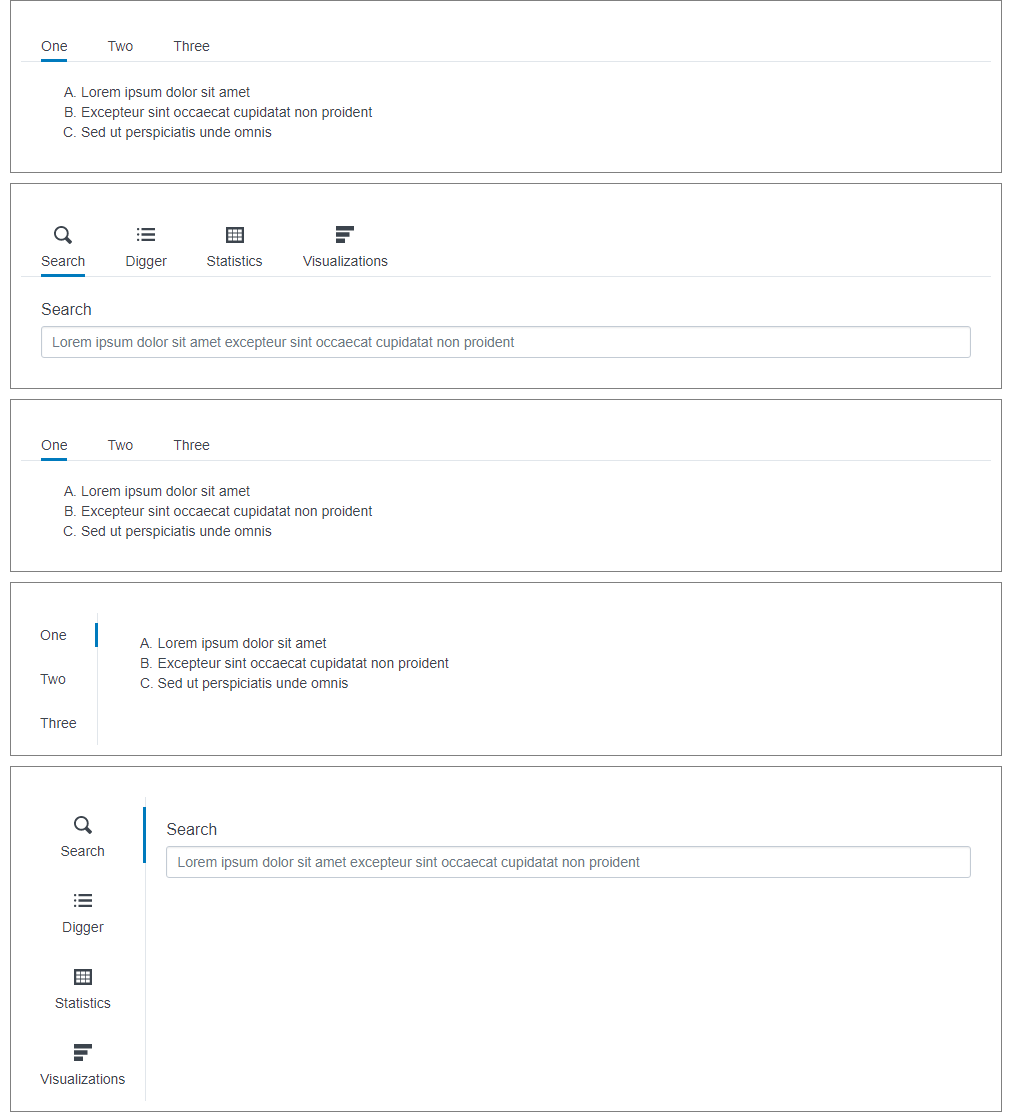 One Two Three
A. Lorem ipsum dolor sit amet
B. Excepteur sint occaecat cupidatat non proident
C. Sed ut perspiciatis unde omnis
Search Digger Statistics Visualizations
Search
Lorem ipsum dolor sit amet excepteur sint occaecat cupidatat non proident
One Two Three
A. Lorem ipsum dolor sit amet
B. Excepteur sint occaecat cupidatat non proident
C. Sed ut perspiciatis unde omnis
One
Two
Three
A. Lorem ipsum dolor sit amet
B. Excepteur sint occaecat cupidatat non proident
C. Sed ut perspiciatis unde omnis
Search
Digger
Statistics
Visualizations
Search
Lorem ipsum dolor sit amet excepteur sint occaecat cupidatat non proident